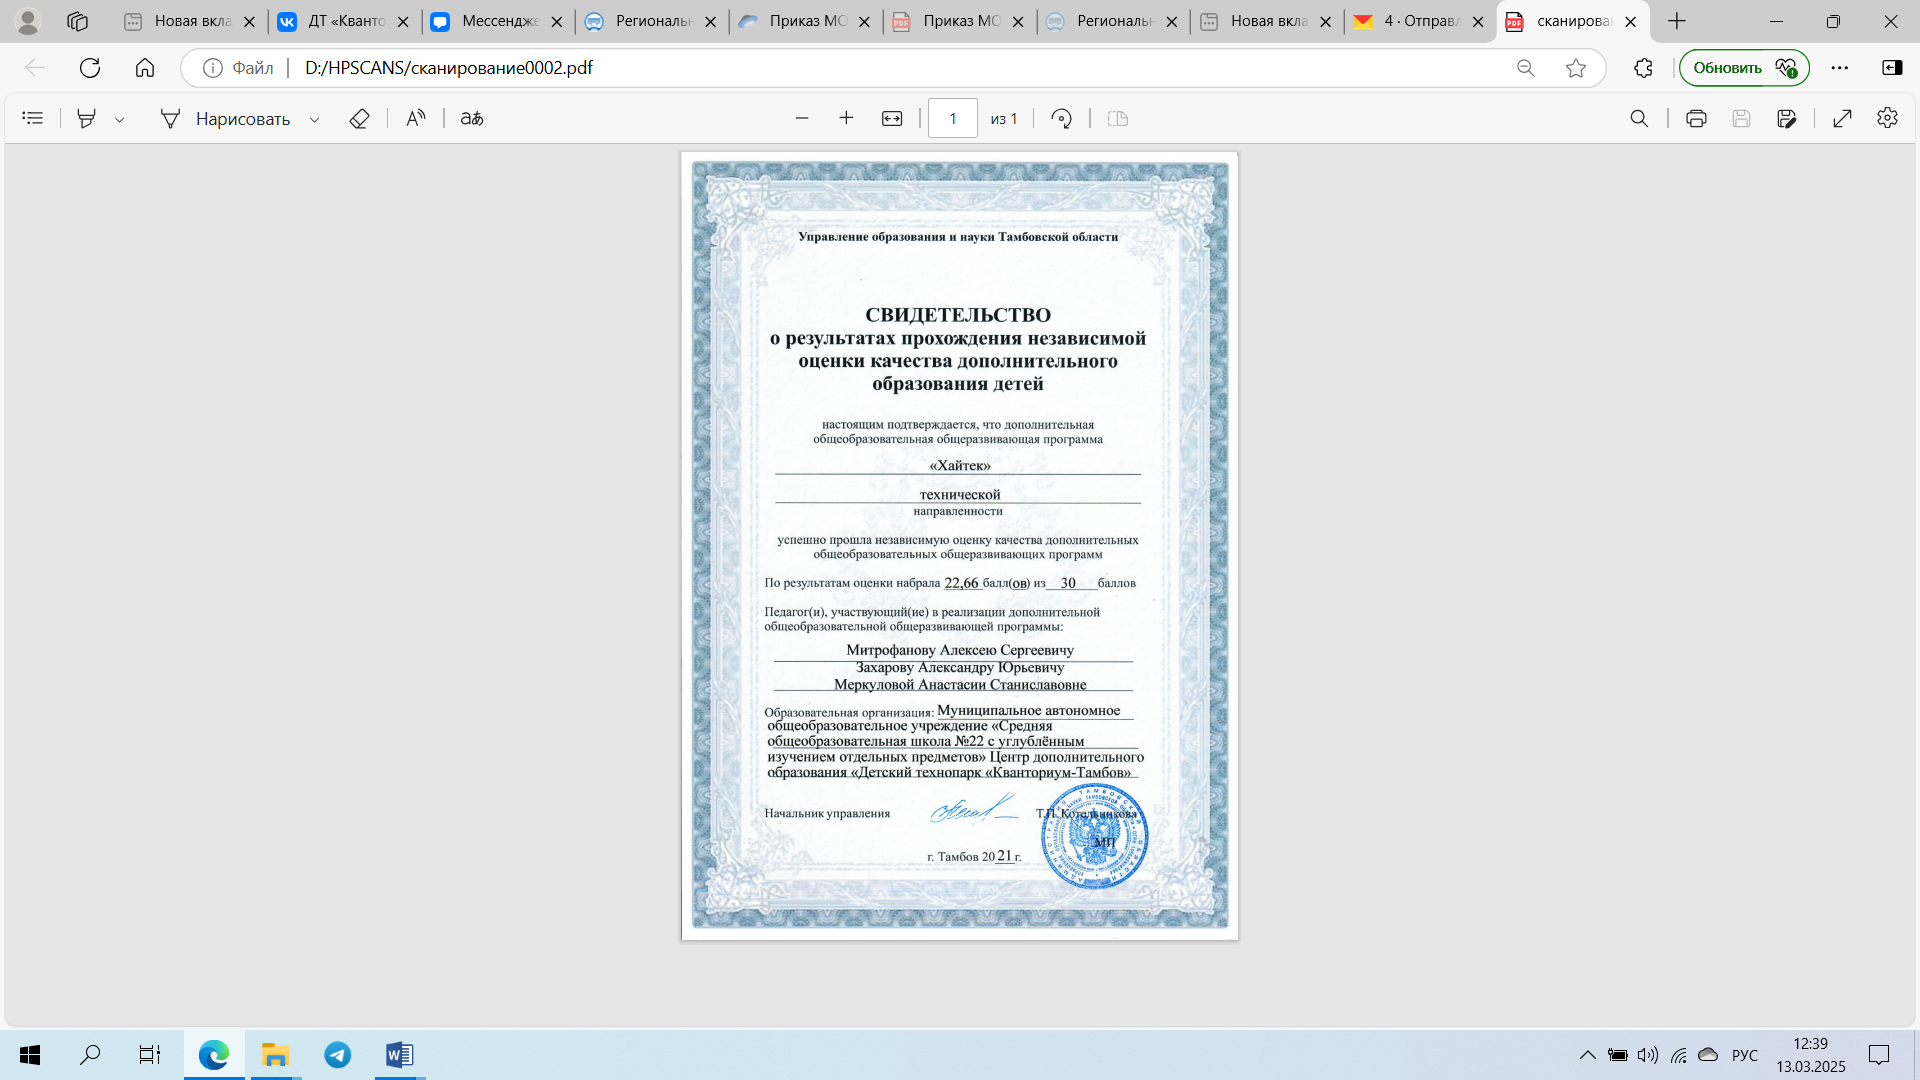 Новая вкла
ДТ «Кванто
Мессендже
Региональн
Приказ МО
Приказ МО
Региональн
Новая вкла
4 · Отправл
сканирован
Файл
D:/HPSCANS/сканирование0002.pdf
Обновить
Нарисовать
1 из 1
Управление образования и науки Тамбовской области
СВИДЕТЕЛЬСТВО
о результатах прохождения независимой
оценки качества дополнительного
образования детей
настоящим подтверждается, что дополнительная
общеобразовательная общеразвивающая программа
«Хайтек»
технической
направленности
успешно прошла независимую оценку качества дополнительных
общеобразовательных общеразвивающих программ
По результатам оценки набрала 22,66 балл(ов) из 30 баллов
Педагог(и), участвующий(ие) в реализации дополнительной
общеобразовательной общеразвивающей программы:
Митрофанову Алексею Сергеевичу
Захарову Александру Юрьевичу
Меркуловой Анастасии Станиславовне
Образовательная организация: Муниципальное автономное
общеобразовательное учреждение «Средняя
общеобразовательная школа №22 с углублённым
изучением отдельных предметов» Центр дополнительного
образования «Детский технопарк «Кванториум-Тамбов»
Начальник управления Т.П. Котельникова
МП
г. Тамбов 2021 г.
РУС
12:39
13.03.2025